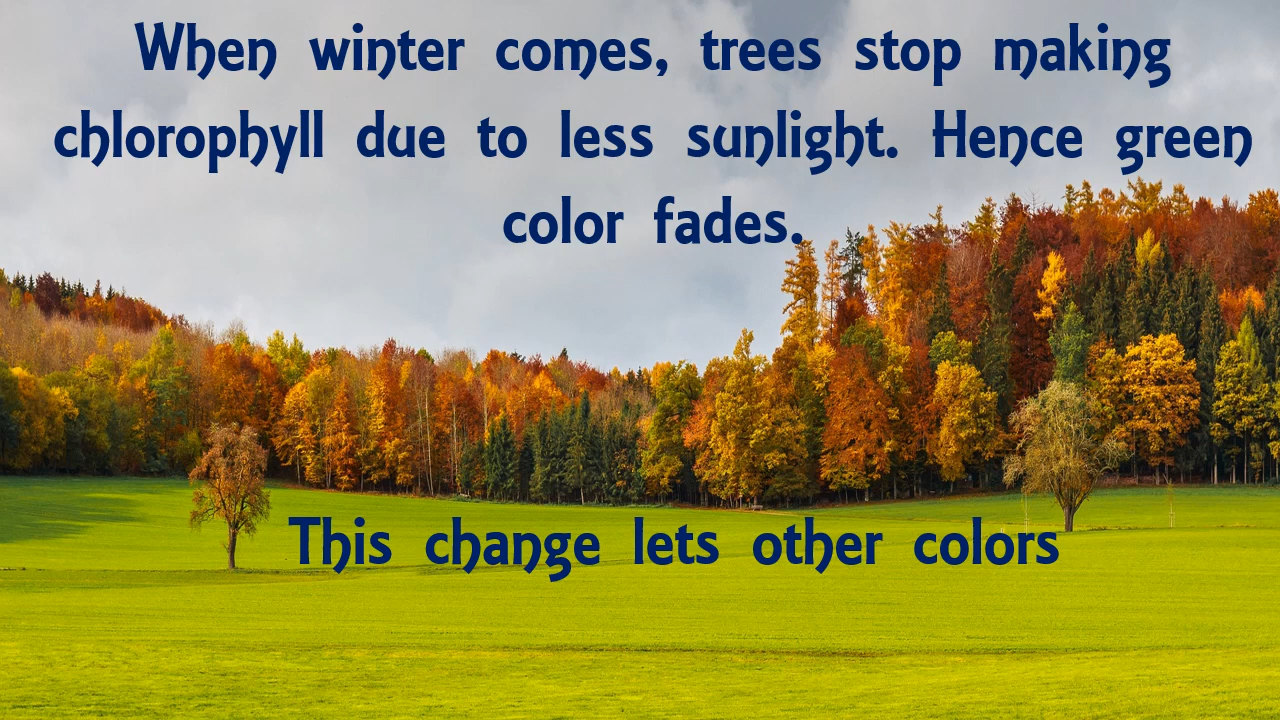 When winter comes, trees stop making
chlorophyll due to less sunlight. Hence green
color fades.
This change lets other colors